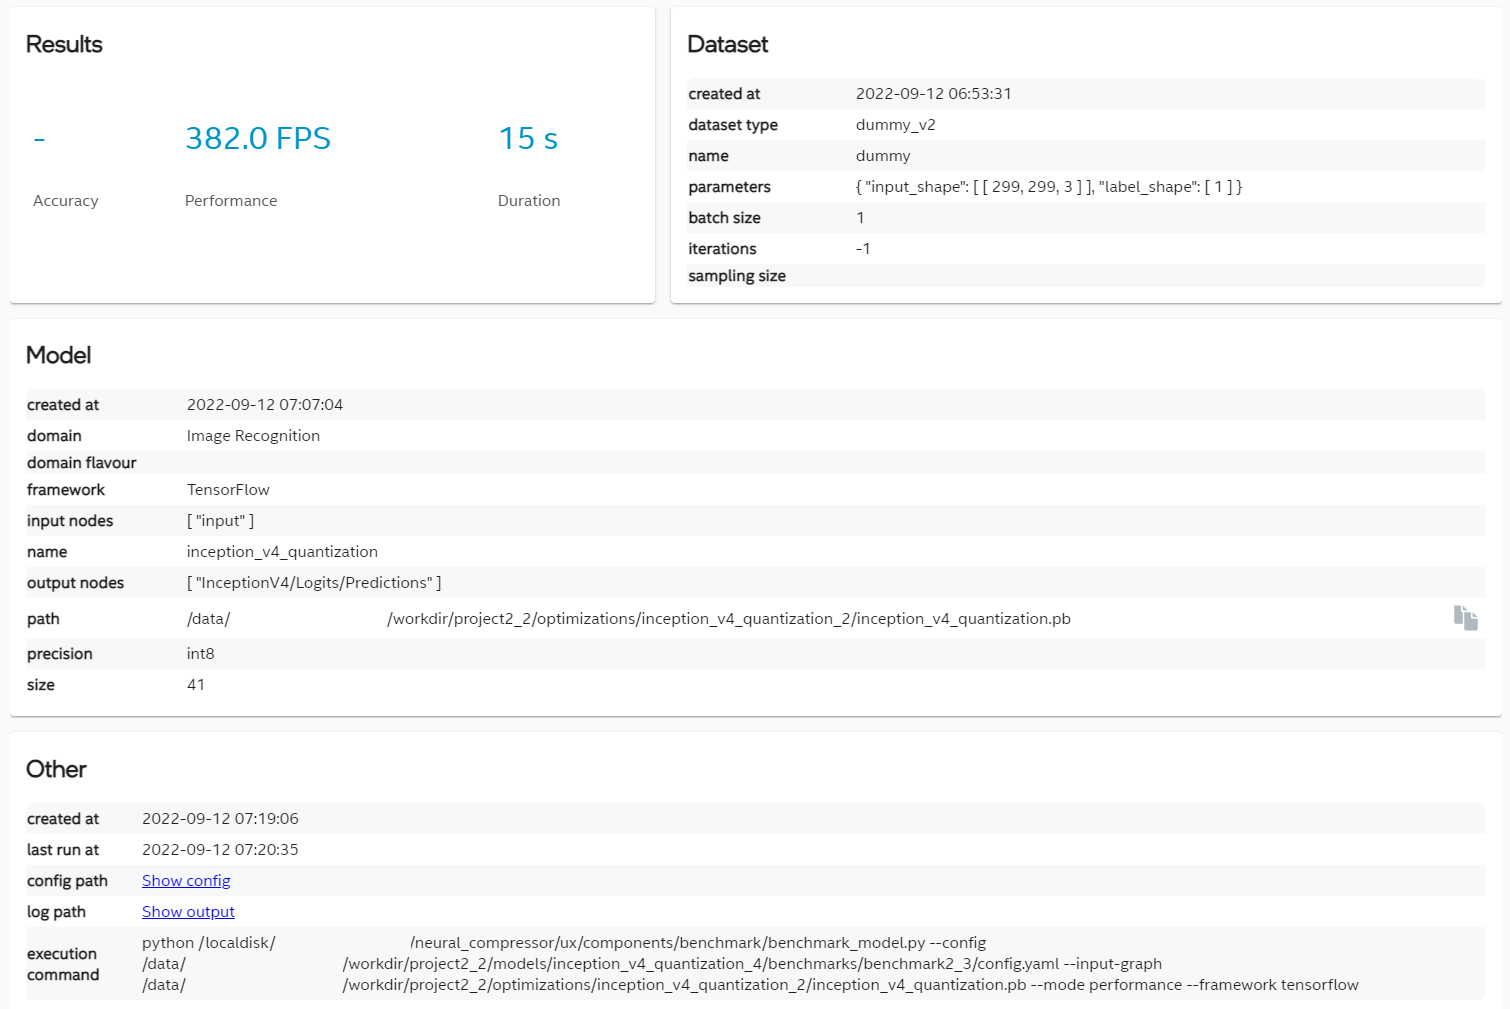 Results
-
382.0 FPS
15 s
Accuracy
Performance
Duration
Dataset
created at 2022-09-12 06:53:31
dataset type dummy_v2
name dummy
parameters { "input_shape": [ [ 299, 299, 3 ] ], "label_shape": [ 1 ] }
batch size 1
iterations -1
sampling size
Model
created at 2022-09-12 07:07:04
domain Image Recognition
domain flavour
framework TensorFlow
input nodes [ "input" ]
name inception_v4_quantization
output nodes [ "InceptionV4/Logits/Predictions" ]
path /data/ /workdir/project2_2/optimizations/inception_v4_quantization_2/inception_v4_quantization.pb
precision int8
size 41
Other
created at 2022-09-12 07:19:06
last run at 2022-09-12 07:20:35
config path Show config
log path Show output
execution command
python /localdisk/ /neural_compressor/ux/components/benchmark/benchmark_model.py --config
/data/ /workdir/project2_2/models/inception_v4_quantization_4/benchmarks/benchmark2_3/config.yaml --input-graph
/data/ /workdir/project2_2/optimizations/inception_v4_quantization_2/inception_v4_quantization.pb --mode performance --framework tensorflow